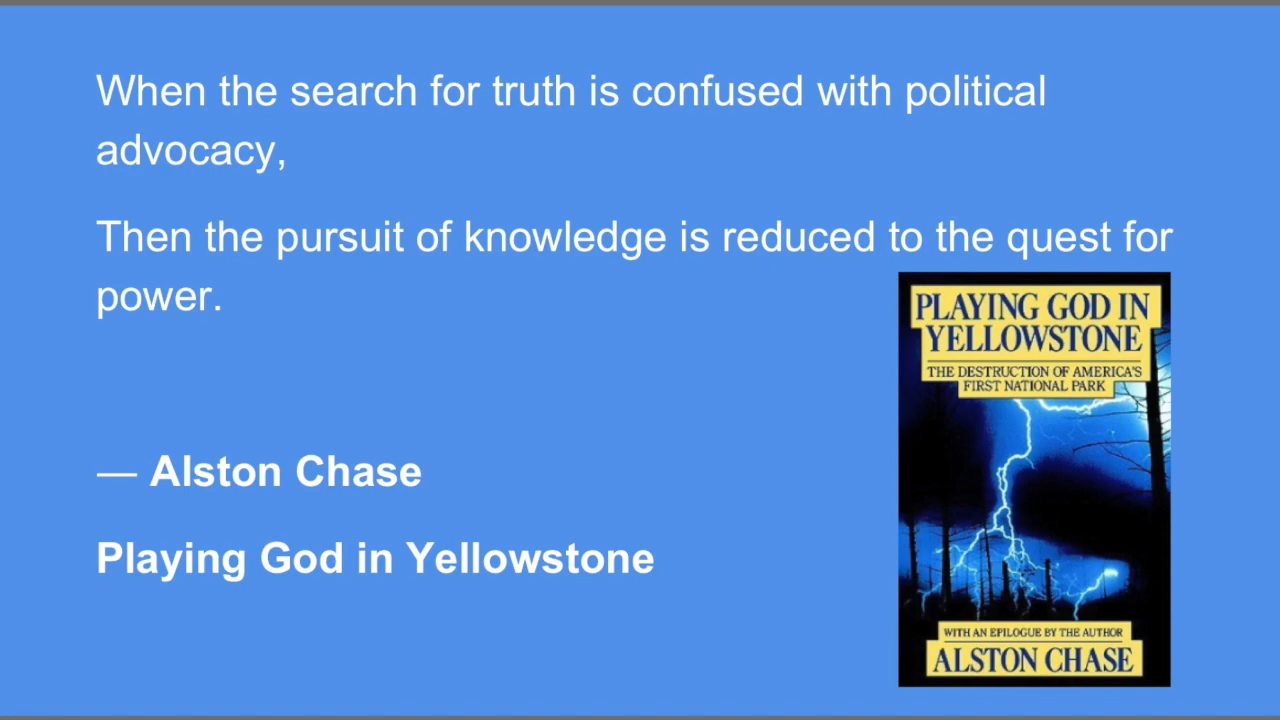 When the search for truth is confused with political
advocacy,
Then the pursuit of knowledge is reduced to the quest for
power.
— Alston Chase
Playing God in Yellowstone
PLAYING GOD IN
YELLOWSTONE
THE DESTRUCTION OF AMERICA'S
FIRST NATIONAL PARK
WITH AN EPILOGUE BY THE AUTHOR
ALSTON CHASE